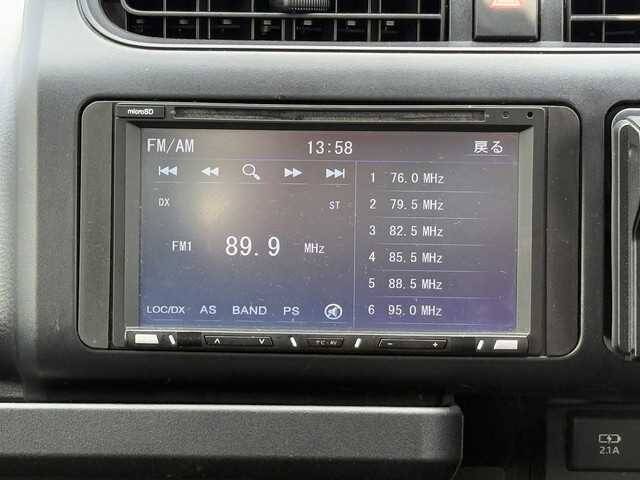 microSD
FM/AM 13:58 戻る
DX ST
FM1 89.9 MHz
LOC/DX AS BAND PS
1 76.0 MHz
2 79.5 MHz
3 82.5 MHz
4 85.5 MHz
5 88.5 MHz
6 95.0 MHz
− +
2.1A